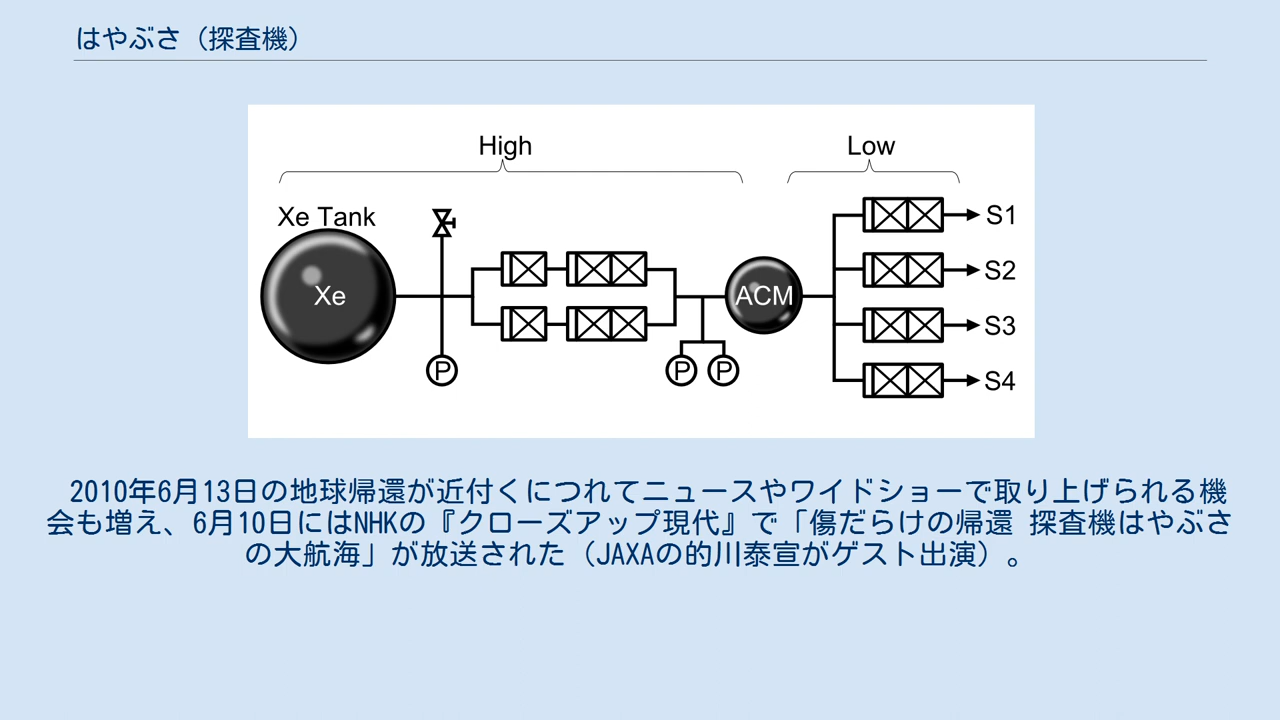 はやぶさ（探査機）
High
Low
Xe Tank
Xe
ACM
P
P
P
S1
S2
S3
S4
2010年6月13日の地球帰還が近付くにつれてニュースやワイドショーで取り上げられる機
会も増え、6月10日にはNHKの『クローズアップ現代』で「傷だらけの帰還 探査機はやぶさ
の大航海」が放送された（JAXAの的川泰宣がゲスト出演）。